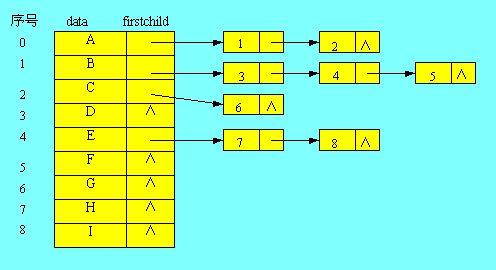 序号 data firstchild
0 A 1 2 ∧
1 B 3 4 5 ∧
2 C 6 ∧
3 D ∧
4 E 7 8 ∧
5 F ∧
6 G ∧
7 H ∧
8 I ∧